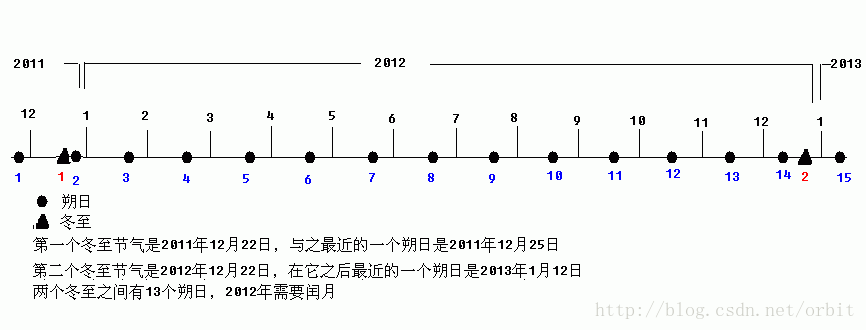 2011 2012 2013
12 1 2 3 4 5 6 7 8 9 10 11 12 1
1 1 2 3 4 5 6 7 8 9 10 11 12 13 14 2 15
朔日
冬至
第一个冬至节气是2011年12月22日，与之最近的一个朔日是2011年12月25日
第二个冬至节气是2012年12月22日，在它之后最近的一个朔日是2013年1月12日
两个冬至之间有13个朔日，2012年需要闰月
http://blog.csdn.net/orbit